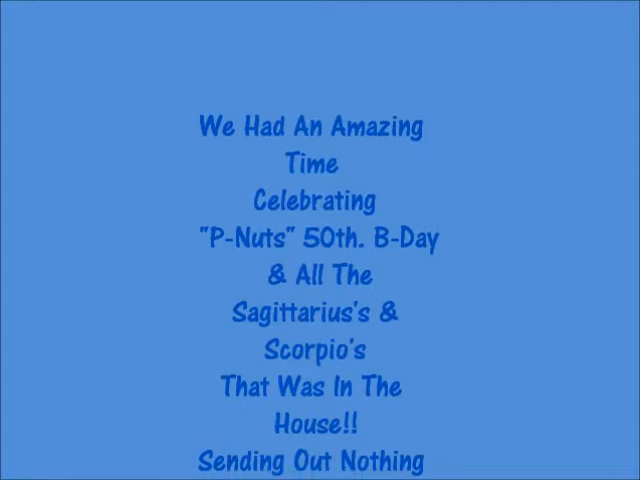 We Had An Amazing
Time
Celebrating
“P-Nuts“ 50th. B-Day
& All The
Sagittarius's &
Scorpio's
That Was In The
House!!
Sending Out Nothing